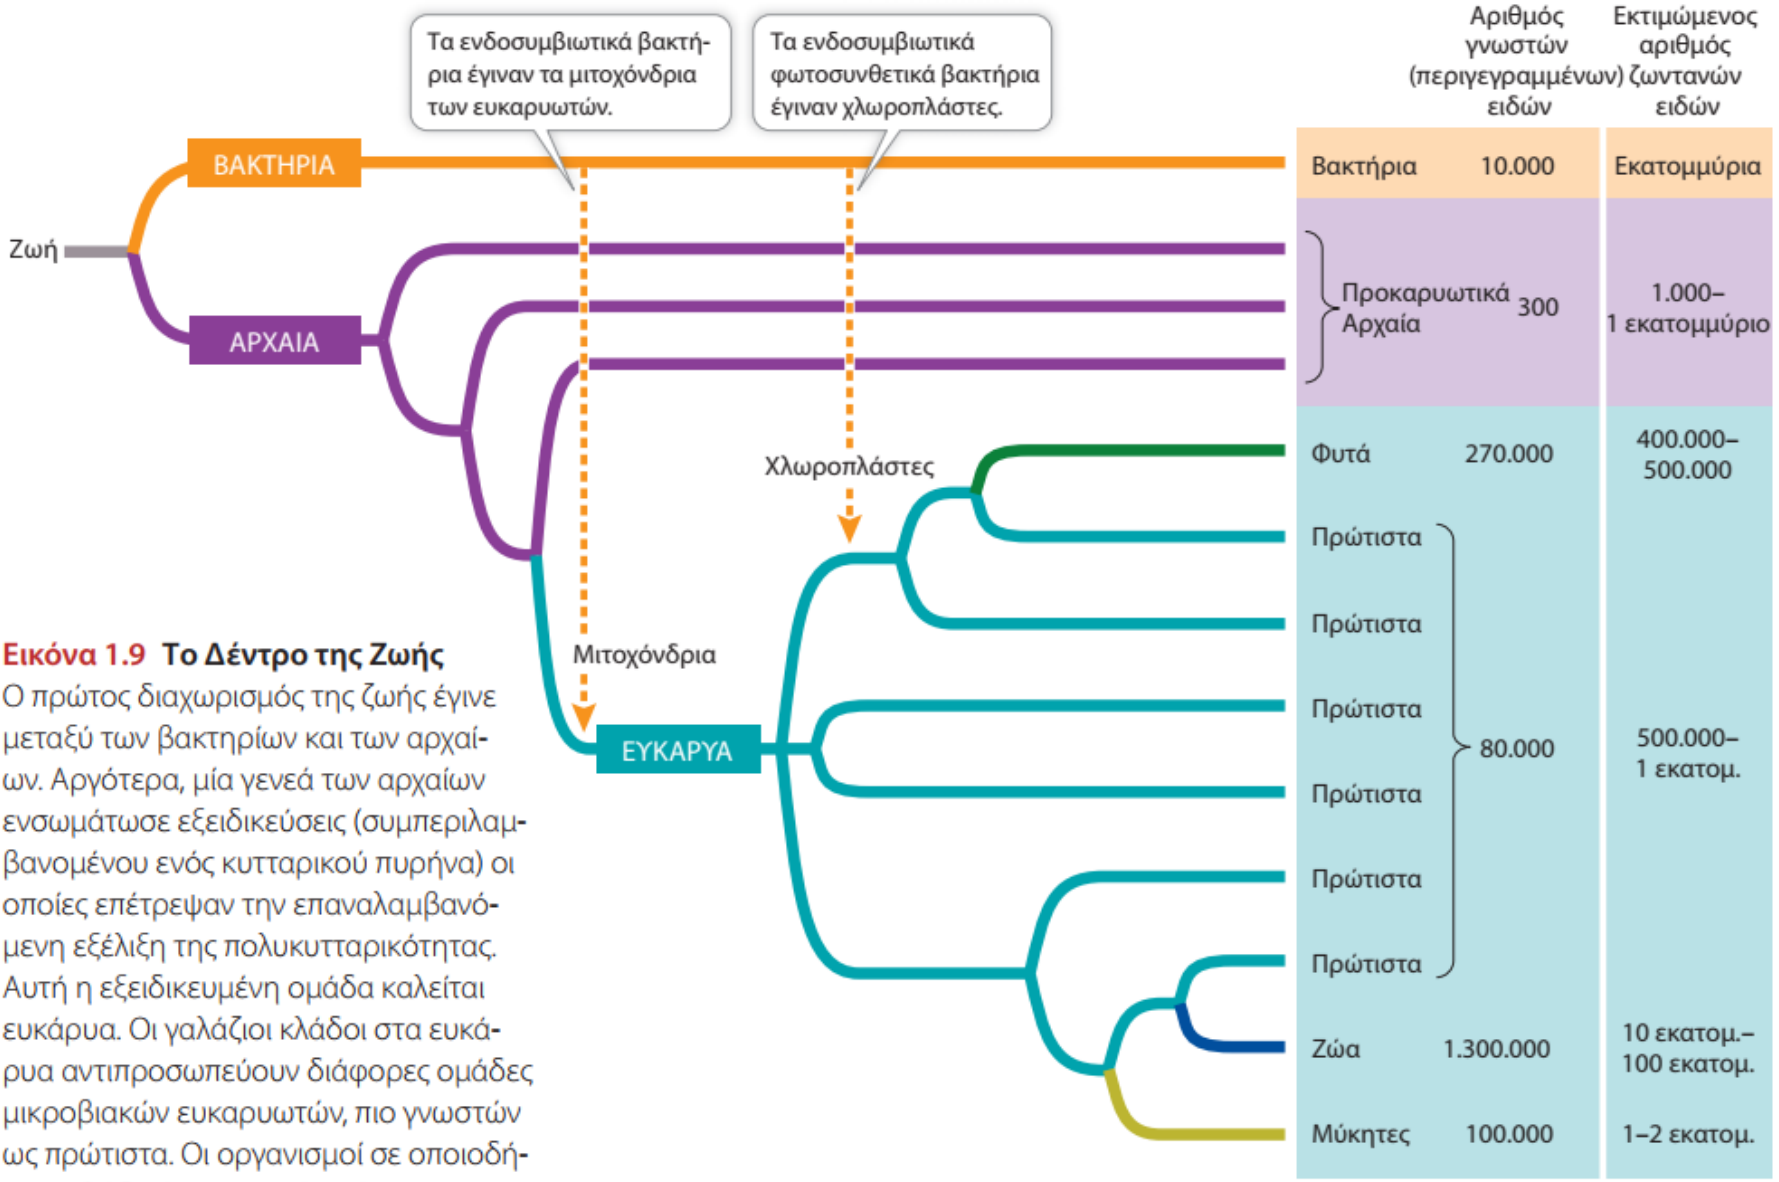 Τα ενδοσυμβιωτικά βακτή-
ρια έγιναν τα μιτοχόνδρια
των ευκαρυωτών.
Τα ενδοσυμβιωτικά
φωτοσυνθετικά βακτήρια
έγιναν χλωροπλάστες.
Αριθμός
γνωστών
(περιγεγραμμένων)
ειδών
Εκτιμώμενος
αριθμός
ζωντανών
ειδών
Ζωή
ΒΑΚΤΗΡΙΑ
ΑΡΧΑΙΑ
Χλωροπλάστες
Μιτοχόνδρια
ΕΥΚΑΡΥΑ
Βακτήρια 10.000 Εκατομμύρια
Προκαρυωτικά
Αρχαία
300
1.000–
1 εκατομμύριο
Φυτά 270.000
400.000–
500.000
Πρώτιστα
Πρώτιστα
Πρώτιστα
Πρώτιστα
Πρώτιστα
Πρώτιστα
80.000
500.000–
1 εκατομ.
Ζώα 1.300.000
10 εκατομ.–
100 εκατομ.
Μύκητες 100.000 1–2 εκατομ.
Εικόνα 1.9 Το Δέντρο της Ζωής
Ο πρώτος διαχωρισμός της ζωής έγινε
μεταξύ των βακτηρίων και των αρχαί-
ων. Αργότερα, μία γενεά των αρχαίων
ενσωμάτωσε εξειδικεύσεις (συμπεριλαμ-
βανομένου ενός κυτταρικού πυρήνα) οι
οποίες επέτρεψαν την επαναλαμβανό-
μενη εξέλιξη της πολυκυτταρικότητας.
Αυτή η εξειδικευμένη ομάδα καλείται
ευκάρυα. Οι γαλάζιοι κλάδοι στα ευκά-
ρυα αντιπροσωπεύουν διάφορες ομάδες
μικροβιακών ευκαρυωτών, πιο γνωστών
ως πρώτιστα. Οι οργανισμοί σε οποιοδή-